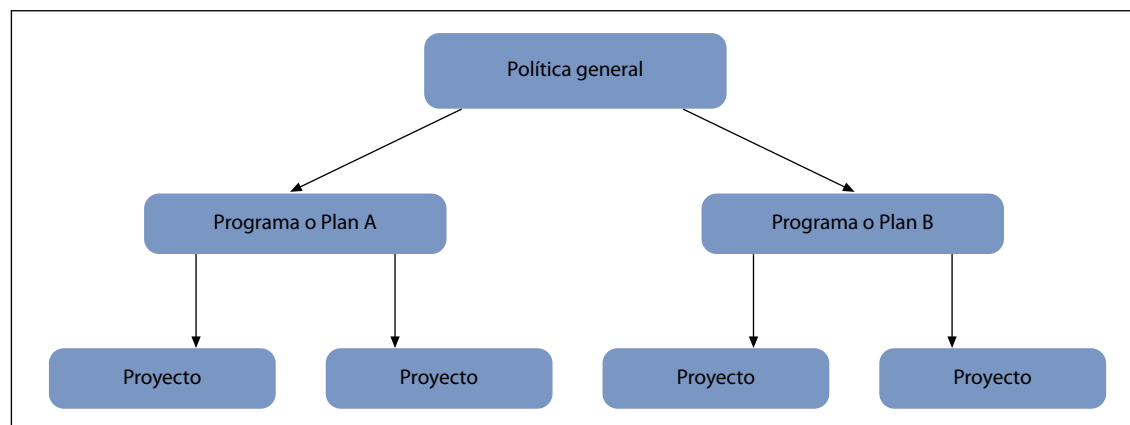 Política general
Programa o Plan A
Programa o Plan B
Proyecto
Proyecto
Proyecto
Proyecto